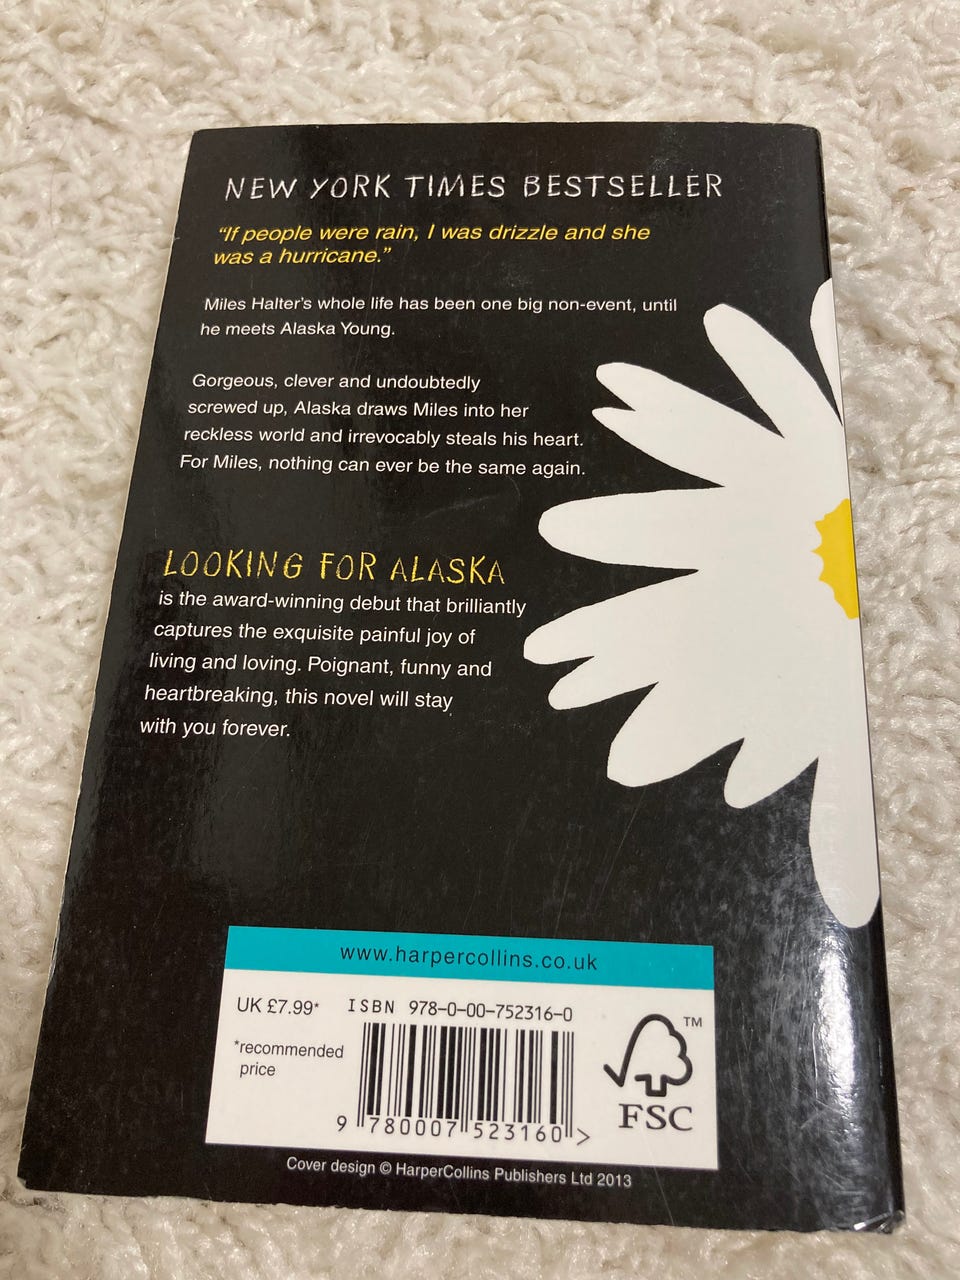 NEW YORK TIMES BESTSELLER
“If people were rain, I was drizzle and she
was a hurricane.”
Miles Halter’s whole life has been one big non-event, until
he meets Alaska Young.
Gorgeous, clever and undoubtedly
screwed up, Alaska draws Miles into her
reckless world and irrevocably steals his heart.
For Miles, nothing can ever be the same again.
LOOKING FOR ALASKA
is the award-winning debut that brilliantly
captures the exquisite painful joy of
living and loving. Poignant, funny and
heartbreaking, this novel will stay
with you forever.
www.harpercollins.co.uk
UK £7.99* ISBN 978-0-00-752316-0
*recommended
price
9 780007 523160 >
TM
FSC
Cover design © HarperCollins Publishers Ltd 2013